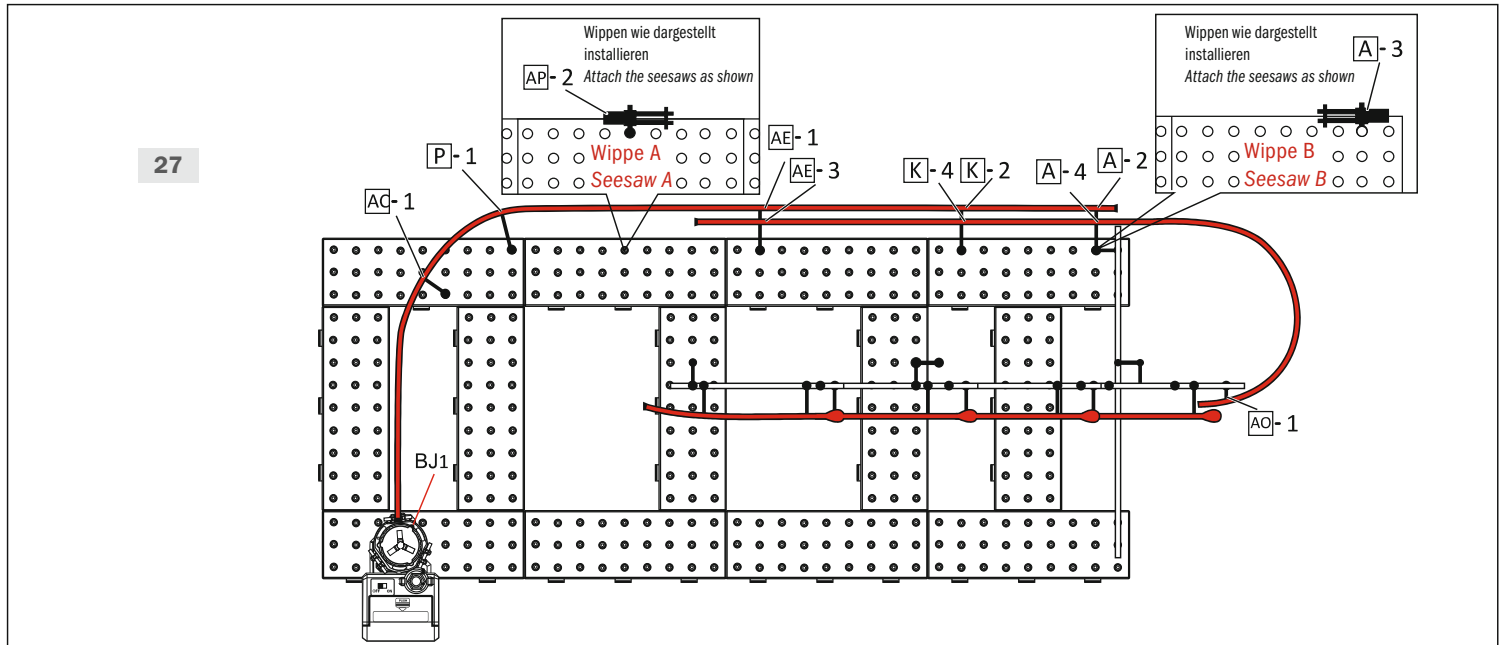 27
Wippen wie dargestellt
installieren
Attach the seesaws as shown
AP - 2
Wippe A
Seesaw A
Wippen wie dargestellt
installieren
Attach the seesaws as shown
A - 3
Wippe B
Seesaw B
AC - 1
P - 1
AE - 1
AE - 3
K - 4
K - 2
A - 4
A - 2
AO - 1
BJ1
OFF ON